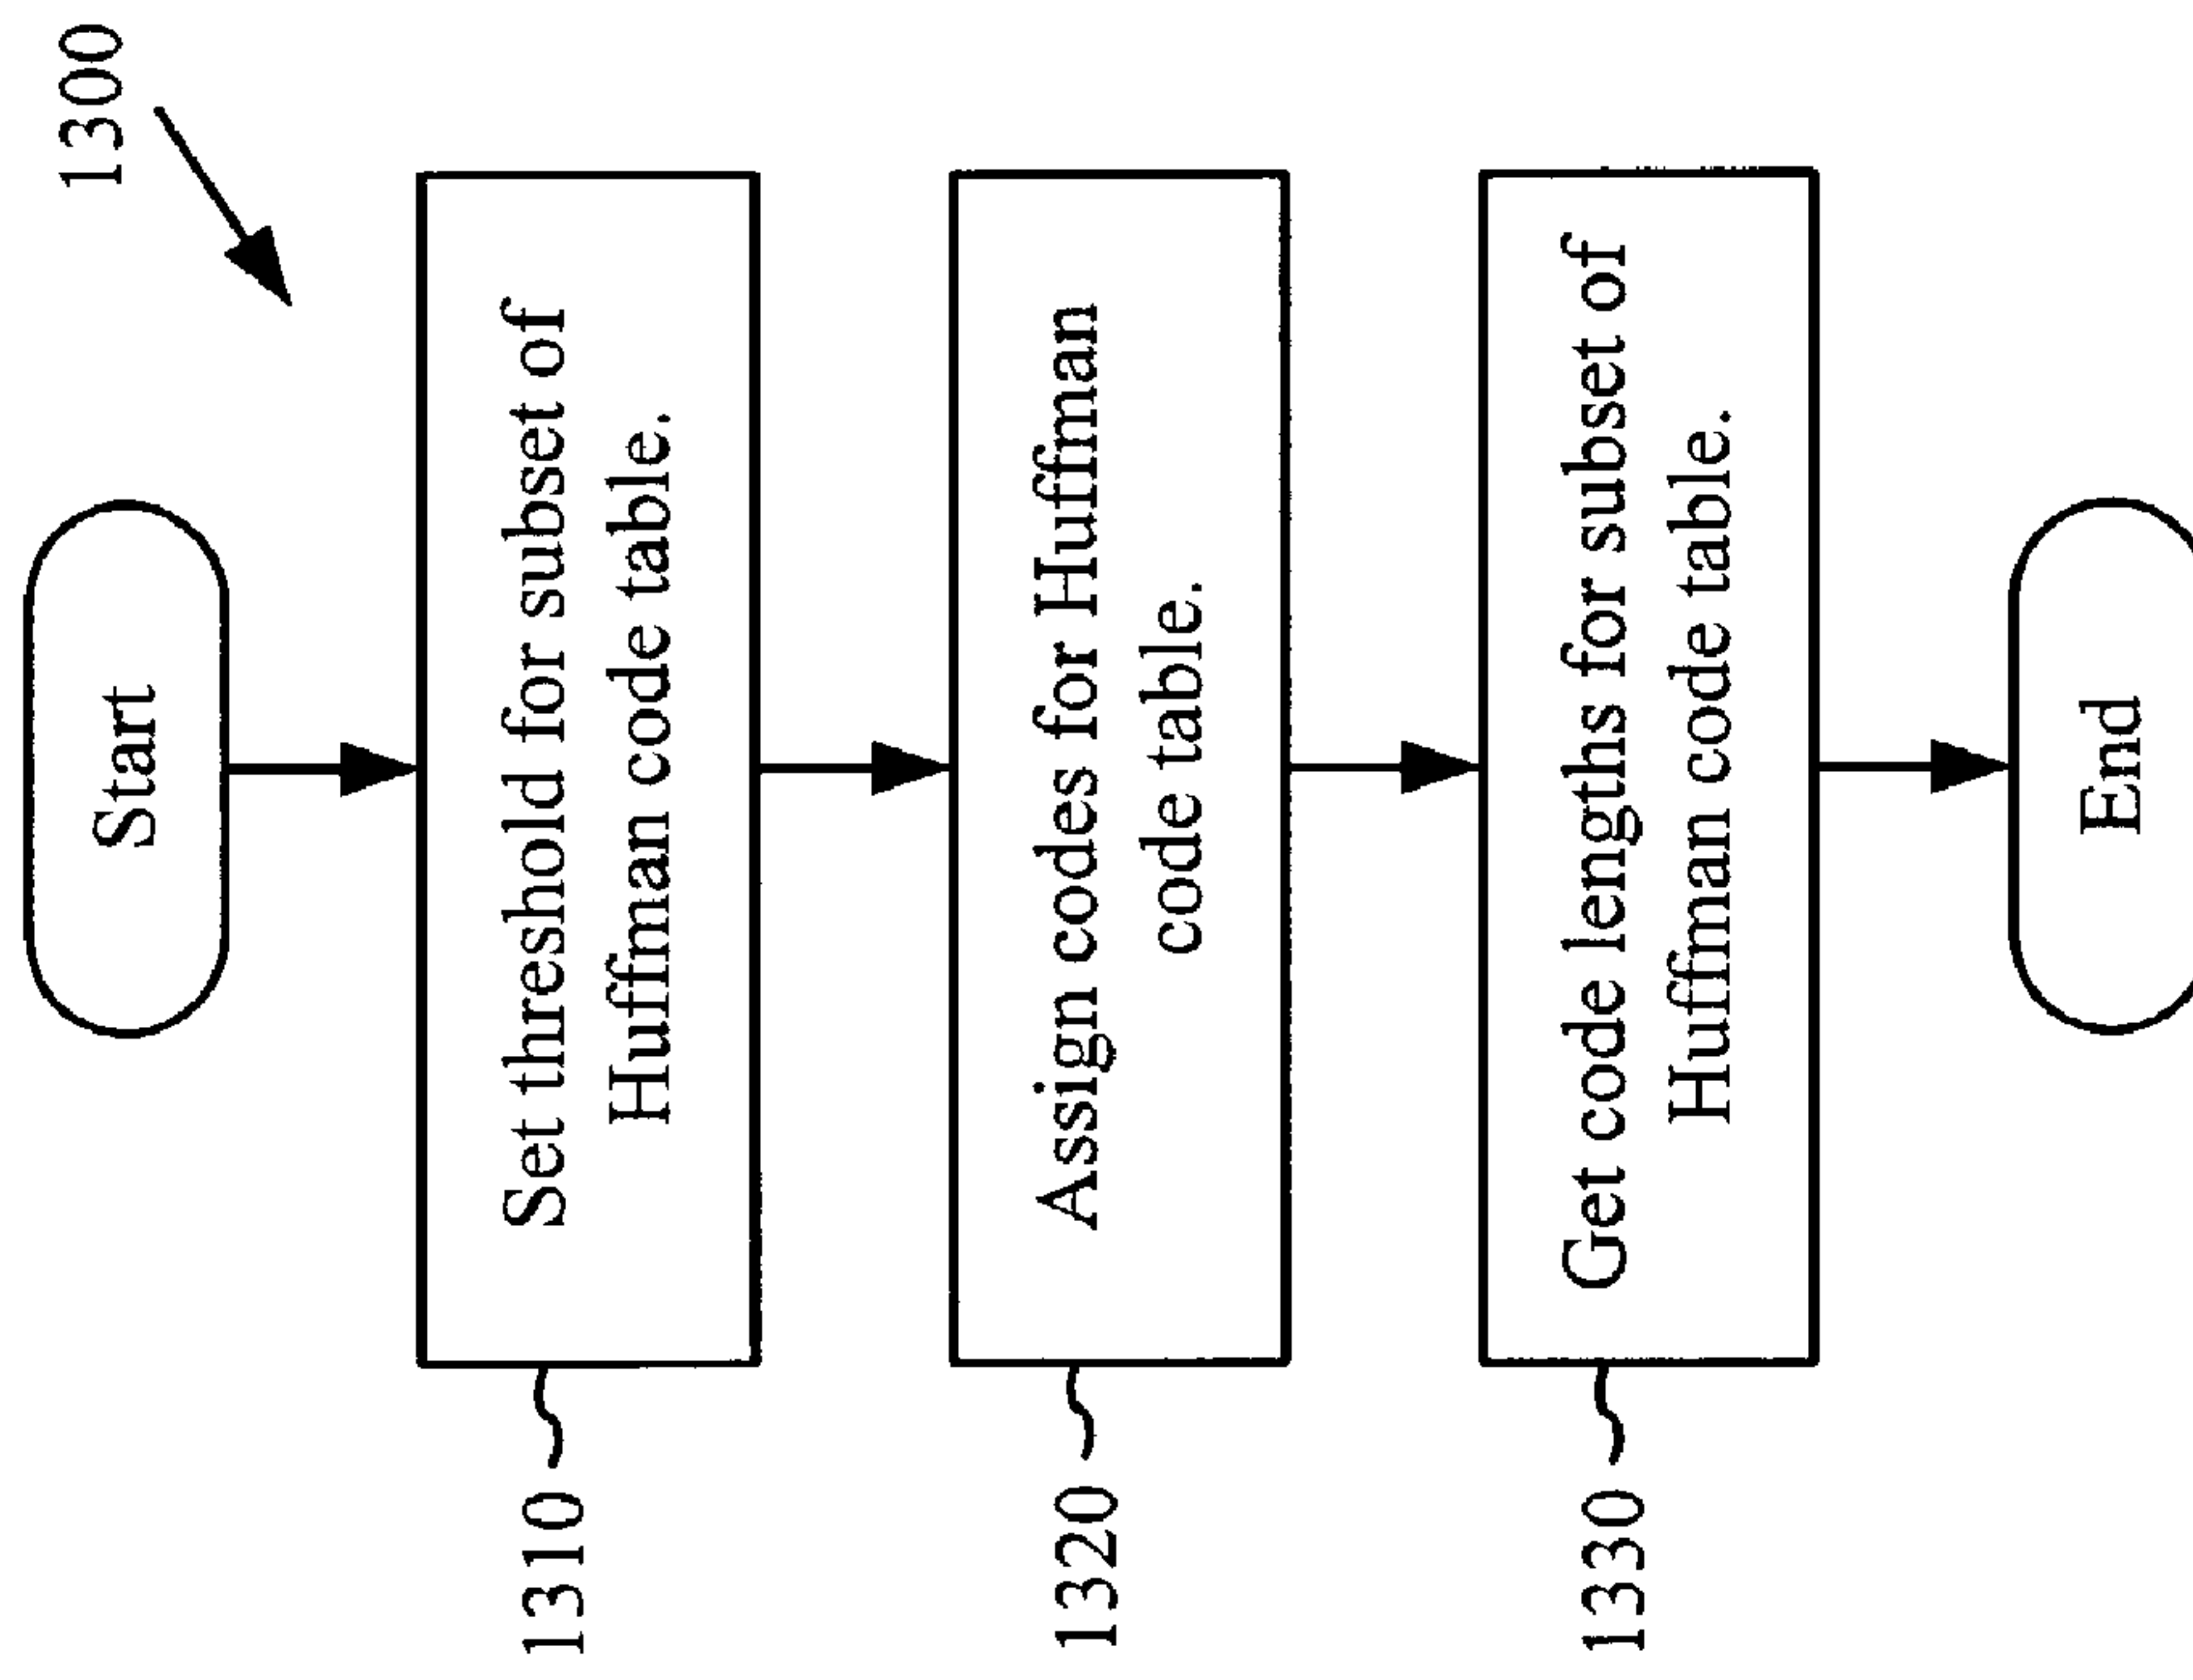 1300
Start
1310
Set threshold for subset of
Huffman code table.
1320
Assign codes for Huffman
code table.
1330
Get code lengths for subset of
Huffman code table.
End